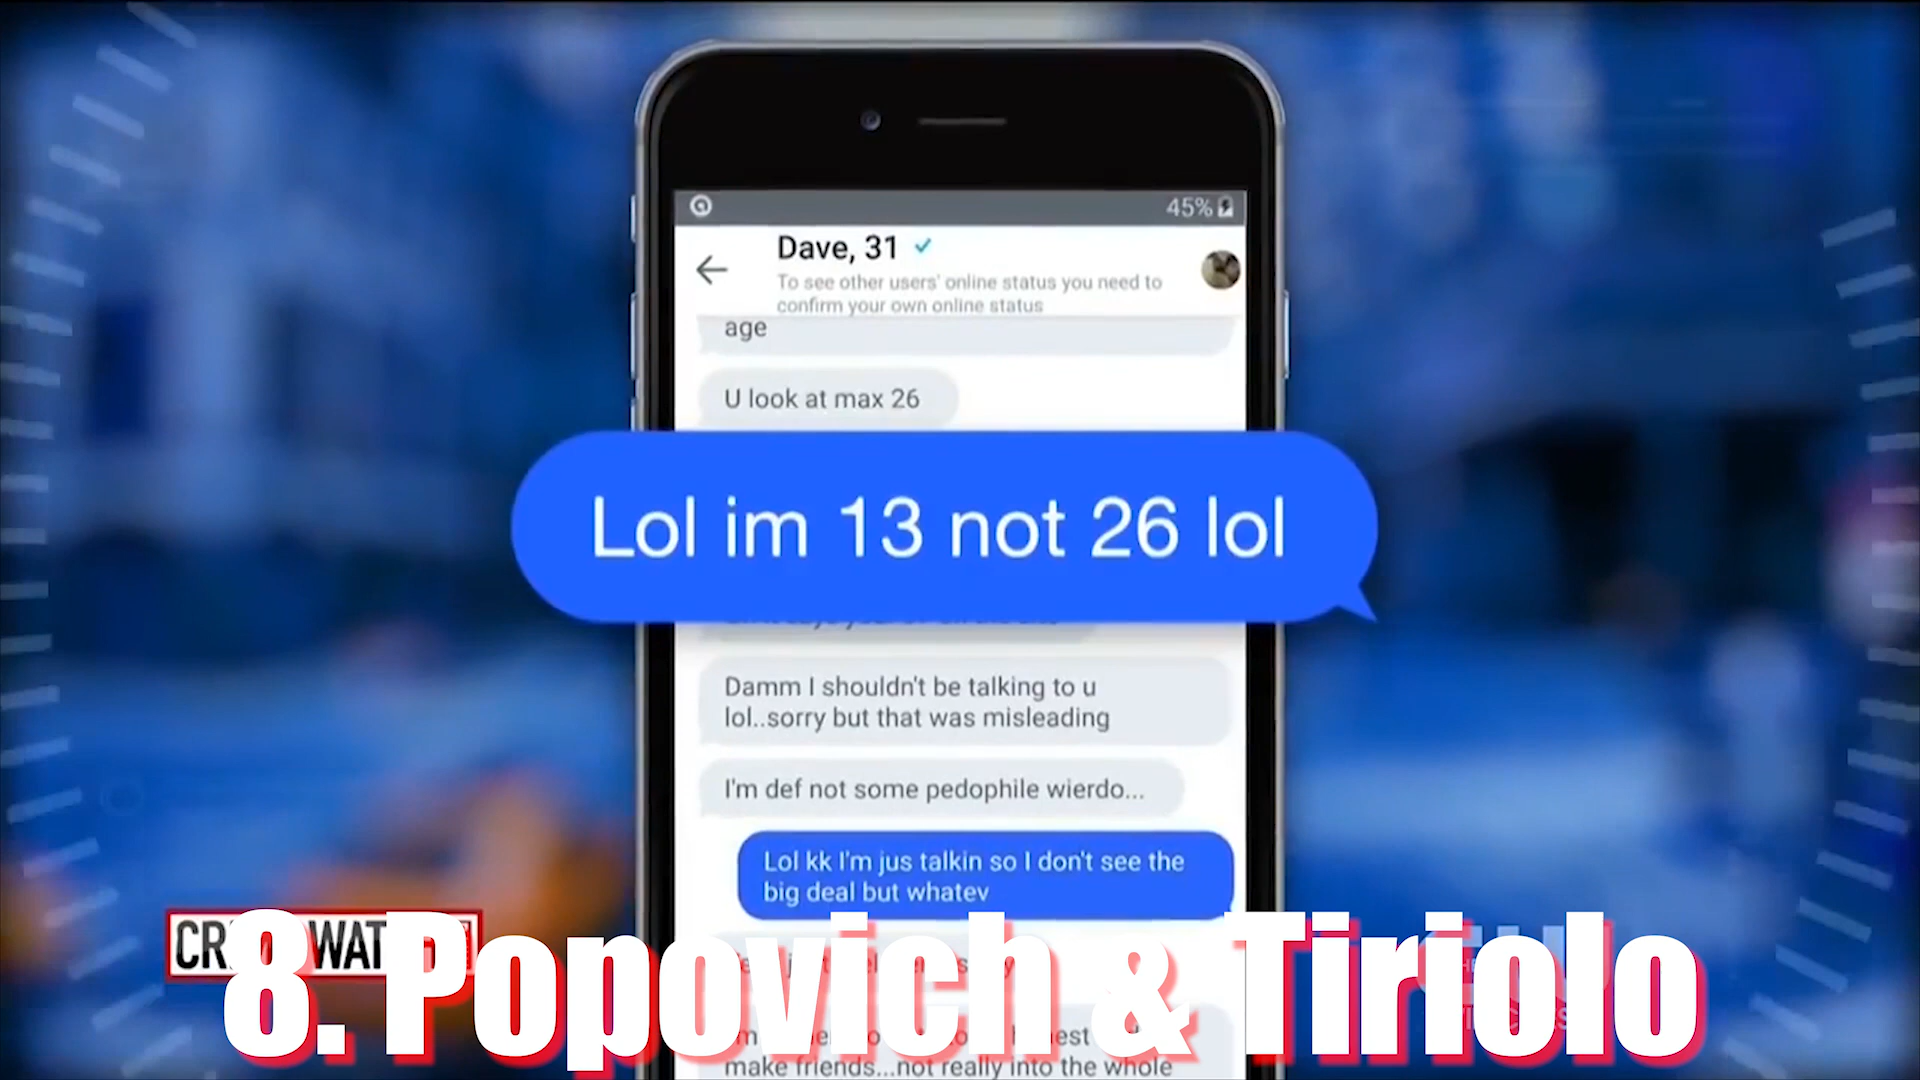 45%
Dave, 31
To see other users' online status you need to
confirm your own online status
age
U look at max 26
Lol im 13 not 26 lol
Damm I shouldn't be talking to u
lol..sorry but that was misleading
I'm def not some pedophile wierdo...
Lol kk I'm jus talkin so I don't see the
big deal but whatev
8. Popovich & Tiriolo
make friends...not really into the whole